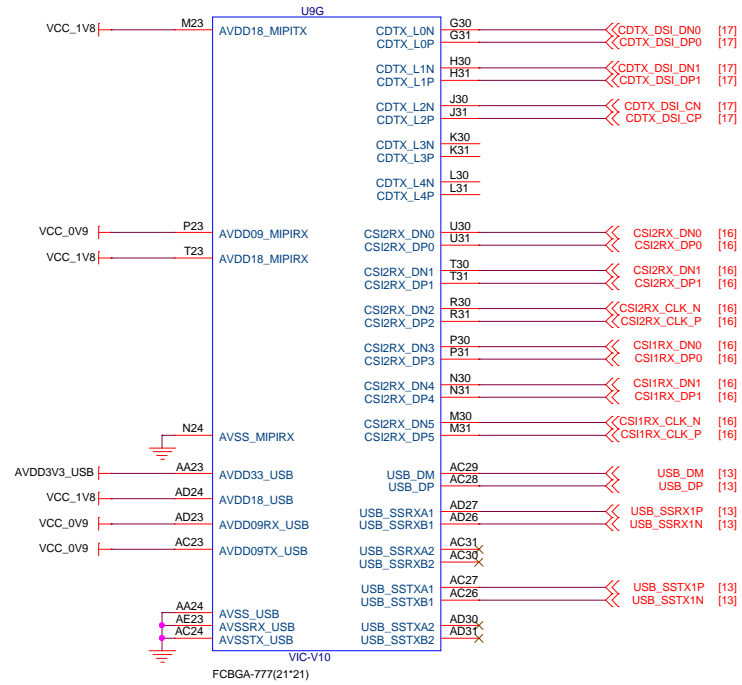 U9G
VCC_1V8 M23 AVDD18_MIPITX CDTX_L0N G30 CDTX_DSI_DN0 [17]
CDTX_L0P G31 CDTX_DSI_DP0 [17]
CDTX_L1N H30 CDTX_DSI_DN1 [17]
CDTX_L1P H31 CDTX_DSI_DP1 [17]
CDTX_L2N J30 CDTX_DSI_CN [17]
CDTX_L2P J31 CDTX_DSI_CP [17]
CDTX_L3N K30
CDTX_L3P K31
CDTX_L4N L30
CDTX_L4P L31
VCC_0V9 P23 AVDD09_MIPIRX CSI2RX_DN0 U30 CSI2RX_DN0 [16]
CSI2RX_DP0 U31 CSI2RX_DP0 [16]
VCC_1V8 T23 AVDD18_MIPIRX CSI2RX_DN1 T30 CSI2RX_DN1 [16]
CSI2RX_DP1 T31 CSI2RX_DP1 [16]
CSI2RX_DN2 R30 CSI2RX_CLK_N [16]
CSI2RX_DP2 R31 CSI2RX_CLK_P [16]
CSI2RX_DN3 P30 CSI1RX_DN0 [16]
CSI2RX_DP3 P31 CSI1RX_DP0 [16]
CSI2RX_DN4 N30 CSI1RX_DN1 [16]
CSI2RX_DP4 N31 CSI1RX_DP1 [16]
CSI2RX_DN5 M30 CSI1RX_CLK_N [16]
N24 AVSS_MIPIRX CSI2RX_DP5 M31 CSI1RX_CLK_P [16]
AVDD3V3_USB AA23 AVDD33_USB USB_DM AC29 USB_DM [13]
USB_DP AC28 USB_DP [13]
VCC_1V8 AD24 AVDD18_USB USB_SSRXA1 AD27 USB_SSRX1P [13]
VCC_0V9 AD23 AVDD09RX_USB USB_SSRXB1 AD26 USB_SSRX1N [13]
VCC_0V9 AC23 AVDD09TX_USB USB_SSRXA2 AC31
USB_SSRXB2 AC30
USB_SSTXA1 AC27 USB_SSTX1P [13]
USB_SSTXB1 AC26 USB_SSTX1N [13]
AA24 AVSS_USB
AE23 AVSSRX_USB USB_SSTXA2 AD30
AC24 AVSSTX_USB USB_SSTXB2 AD31
VIC-V10
FCBGA-777(21*21)